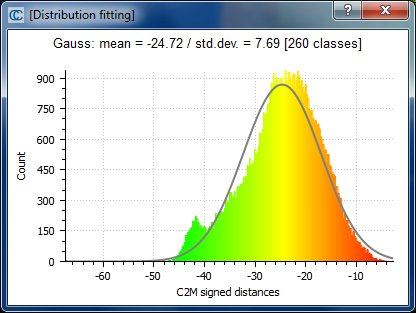 [Distribution fitting]
Gauss: mean = -24.72 / std.dev. = 7.69 [260 classes]
900
750
600
450
300
150
0
Count
-60 -50 -40 -30 -20 -10
C2M signed distances